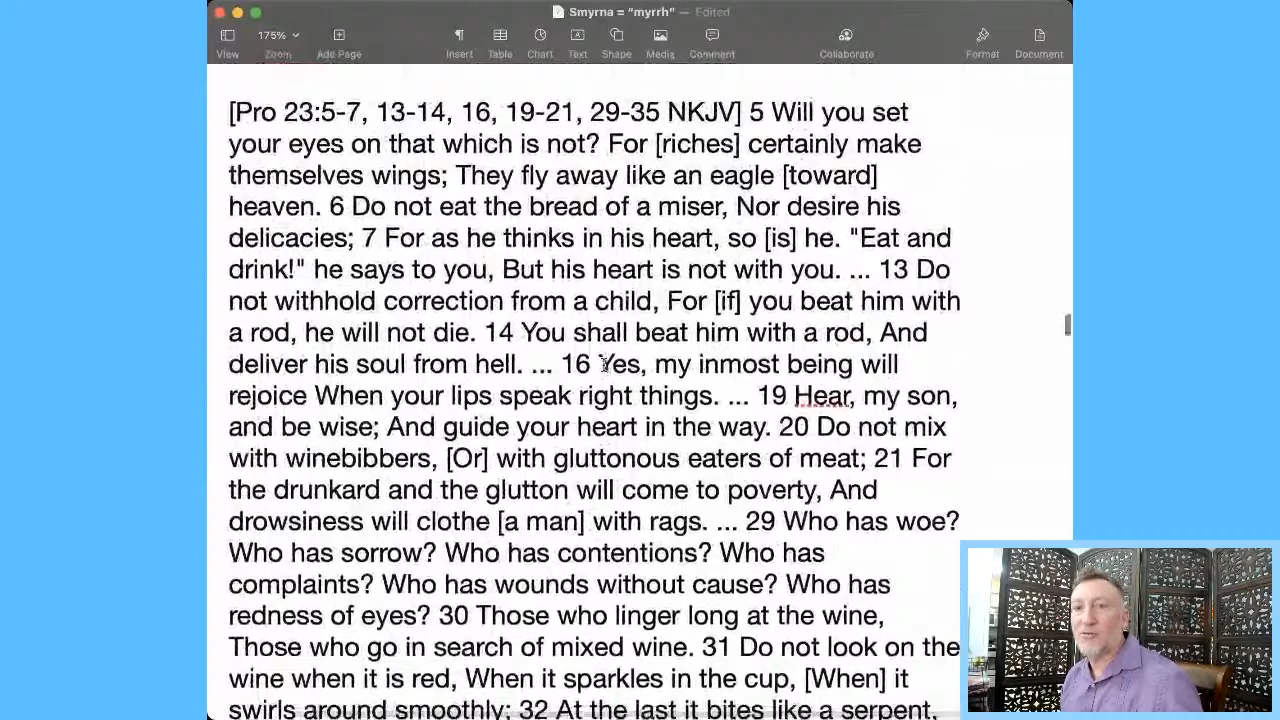 Smyrna = "myrrh" — Edited
175%
View Zoom Add Page Insert Table Chart Text Shape Media Comment Collaborate Format Document
[Pro 23:5-7, 13-14, 16, 19-21, 29-35 NKJV] 5 Will you set
your eyes on that which is not? For [riches] certainly make
themselves wings; They fly away like an eagle [toward]
heaven. 6 Do not eat the bread of a miser, Nor desire his
delicacies; 7 For as he thinks in his heart, so [is] he. "Eat and
drink!" he says to you, But his heart is not with you. ... 13 Do
not withhold correction from a child, For [if] you beat him with
a rod, he will not die. 14 You shall beat him with a rod, And
deliver his soul from hell. ... 16 Yes, my inmost being will
rejoice When your lips speak right things. ... 19 Hear, my son,
and be wise; And guide your heart in the way. 20 Do not mix
with winebibbers, [Or] with gluttonous eaters of meat; 21 For
the drunkard and the glutton will come to poverty, And
drowsiness will clothe [a man] with rags. ... 29 Who has woe?
Who has sorrow? Who has contentions? Who has
complaints? Who has wounds without cause? Who has
redness of eyes? 30 Those who linger long at the wine,
Those who go in search of mixed wine. 31 Do not look on the
wine when it is red, When it sparkles in the cup, [When] it
swirls around smoothly; 32 At the last it bites like a serpent,